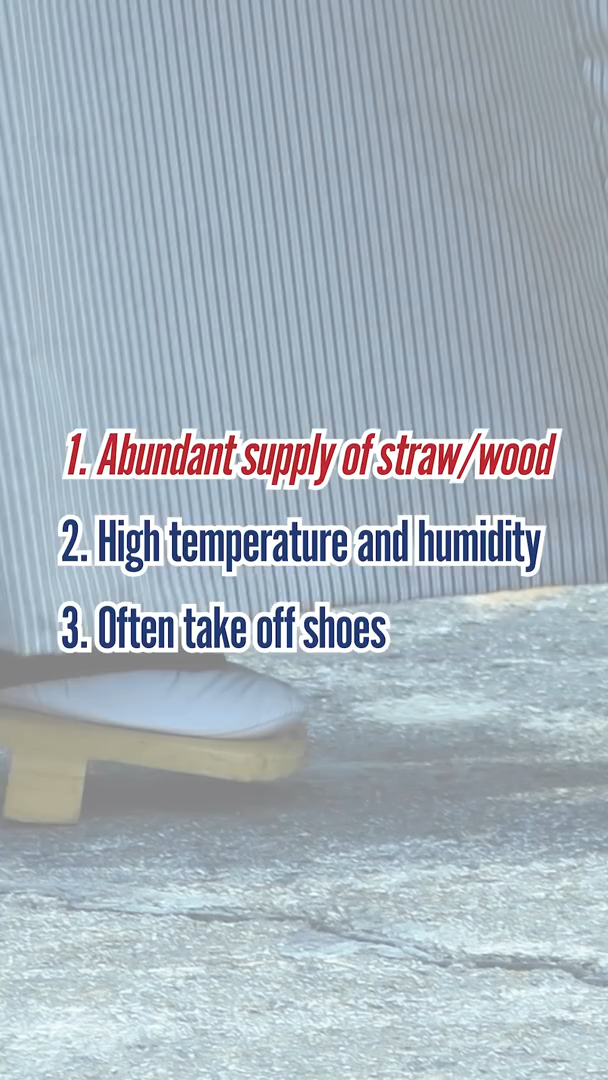 1. Abundant supply of straw/wood
2. High temperature and humidity
3. Often take off shoes